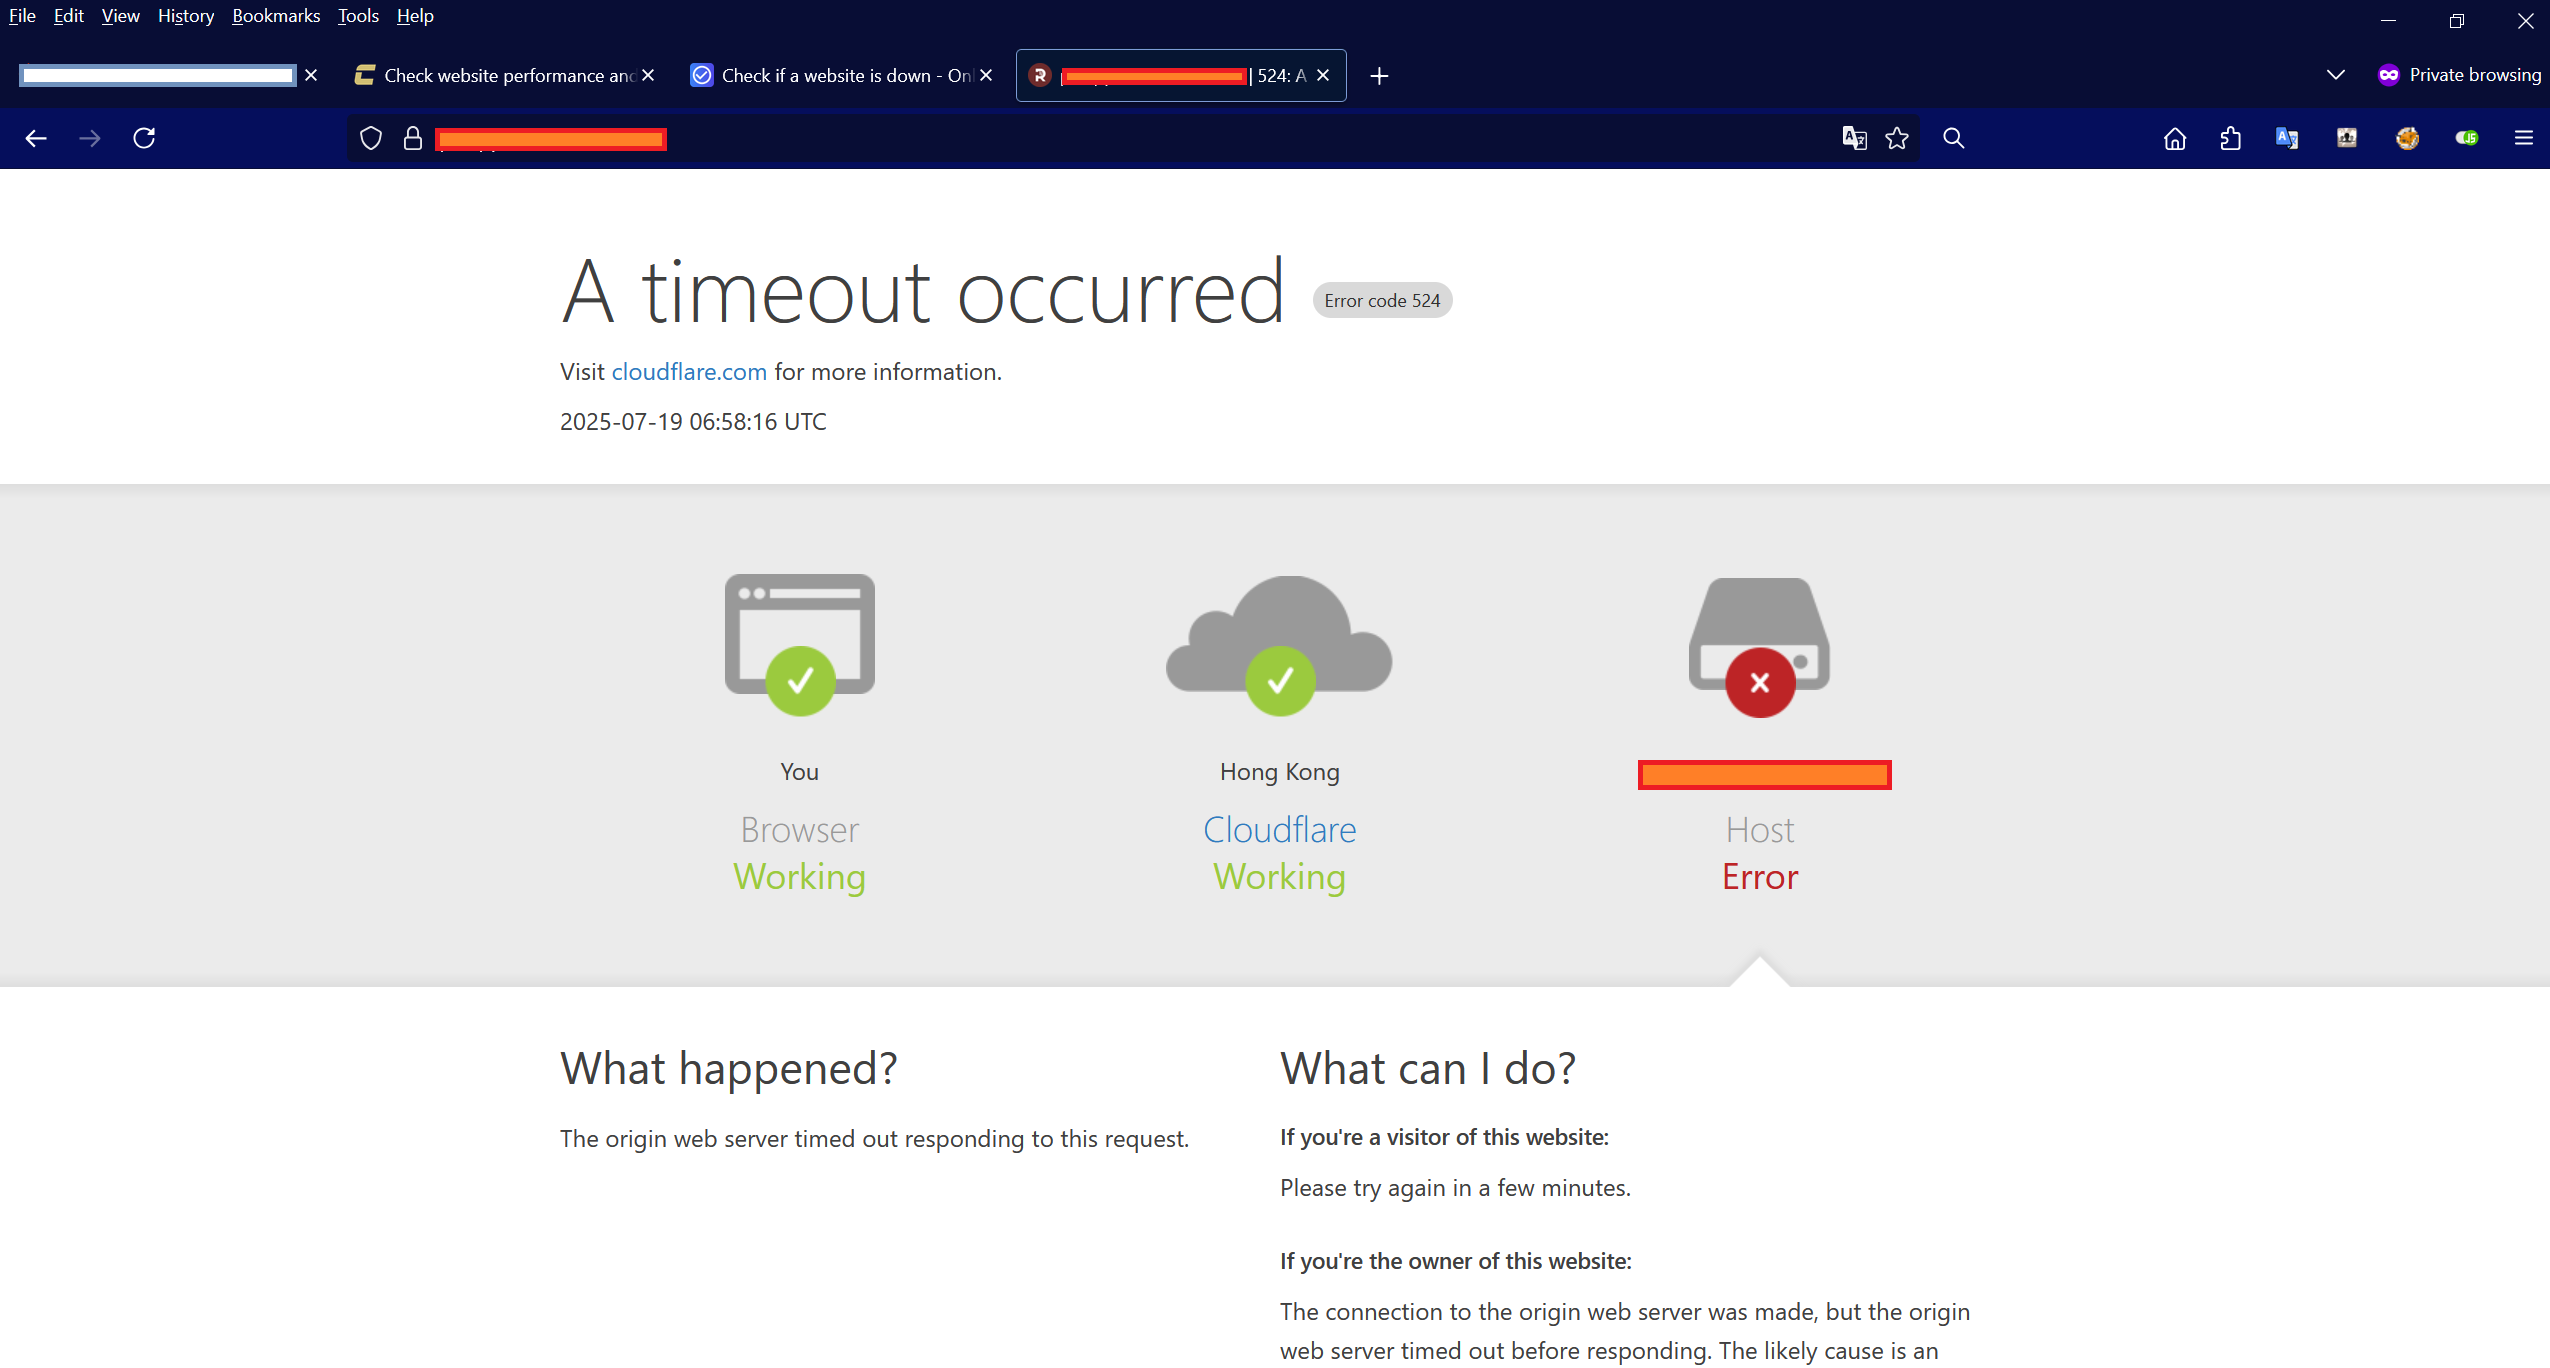 File Edit View History Bookmarks Tools Help
Check website performance and
Check if a website is down - Onl
| 524: A
Private browsing
A timeout occurred
Error code 524
Visit cloudflare.com for more information.
2025-07-19 06:58:16 UTC
You
Browser
Working
Hong Kong
Cloudflare
Working
Host
Error
What happened?
The origin web server timed out responding to this request.
What can I do?
If you're a visitor of this website:
Please try again in a few minutes.
If you're the owner of this website:
The connection to the origin web server was made, but the origin
web server timed out before responding. The likely cause is an